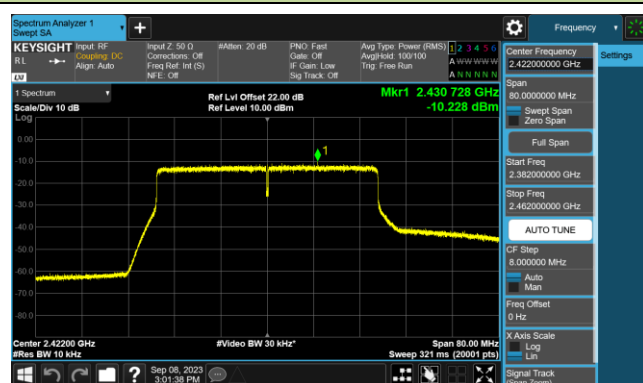 Spectrum Analyzer 1
Swept SA
Frequency
KEYSIGHT
RL
LXI
Input: RF
Coupling: DC
Align: Auto
Input Z: 50 Ω
Corrections: Off
Freq Ref: Int (S)
NFE: Off
#Atten: 20 dB
PNO: Fast
Gate: Off
IF Gain: Low
Sig Track: Off
Avg Type: Power (RMS)
Avg|Hold: 100/100
Trig: Free Run
1 2 3 4 5 6
A W W W W W
A N N N N N
1 Spectrum
Scale/Div 10 dB
Log
Ref Lvl Offset 22.00 dB
Ref Level 10.00 dBm
Mkr1 2.430 728 GHz
-10.228 dBm
1
0.00
-10.0
-20.0
-30.0
-40.0
-50.0
-60.0
-70.0
-80.0
Center 2.42200 GHz
#Res BW 10 kHz
#Video BW 30 kHz*
Span 80.00 MHz
Sweep 321 ms (20001 pts)
Center Frequency
2.422000000 GHz
Settings
Span
80.0000000 MHz
Swept Span
Zero Span
Full Span
Start Freq
2.382000000 GHz
Stop Freq
2.462000000 GHz
AUTO TUNE
CF Step
8.000000 MHz
Auto
Man
Freq Offset
0 Hz
X Axis Scale
Log
Lin
Signal Track
(Span Zoom)
Sep 08, 2023
3:01:38 PM